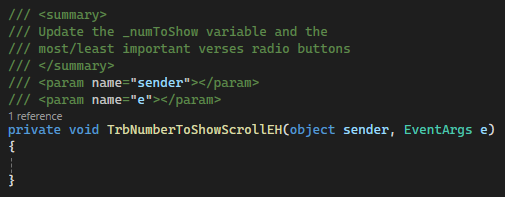 /// <summary>
/// Update the _numToShow variable and the
/// most/least important verses radio buttons
/// </summary>
/// <param name="sender"></param>
/// <param name="e"></param>
1 reference
private void TrbNumberToShowScrollEH(object sender, EventArgs e)
{
}